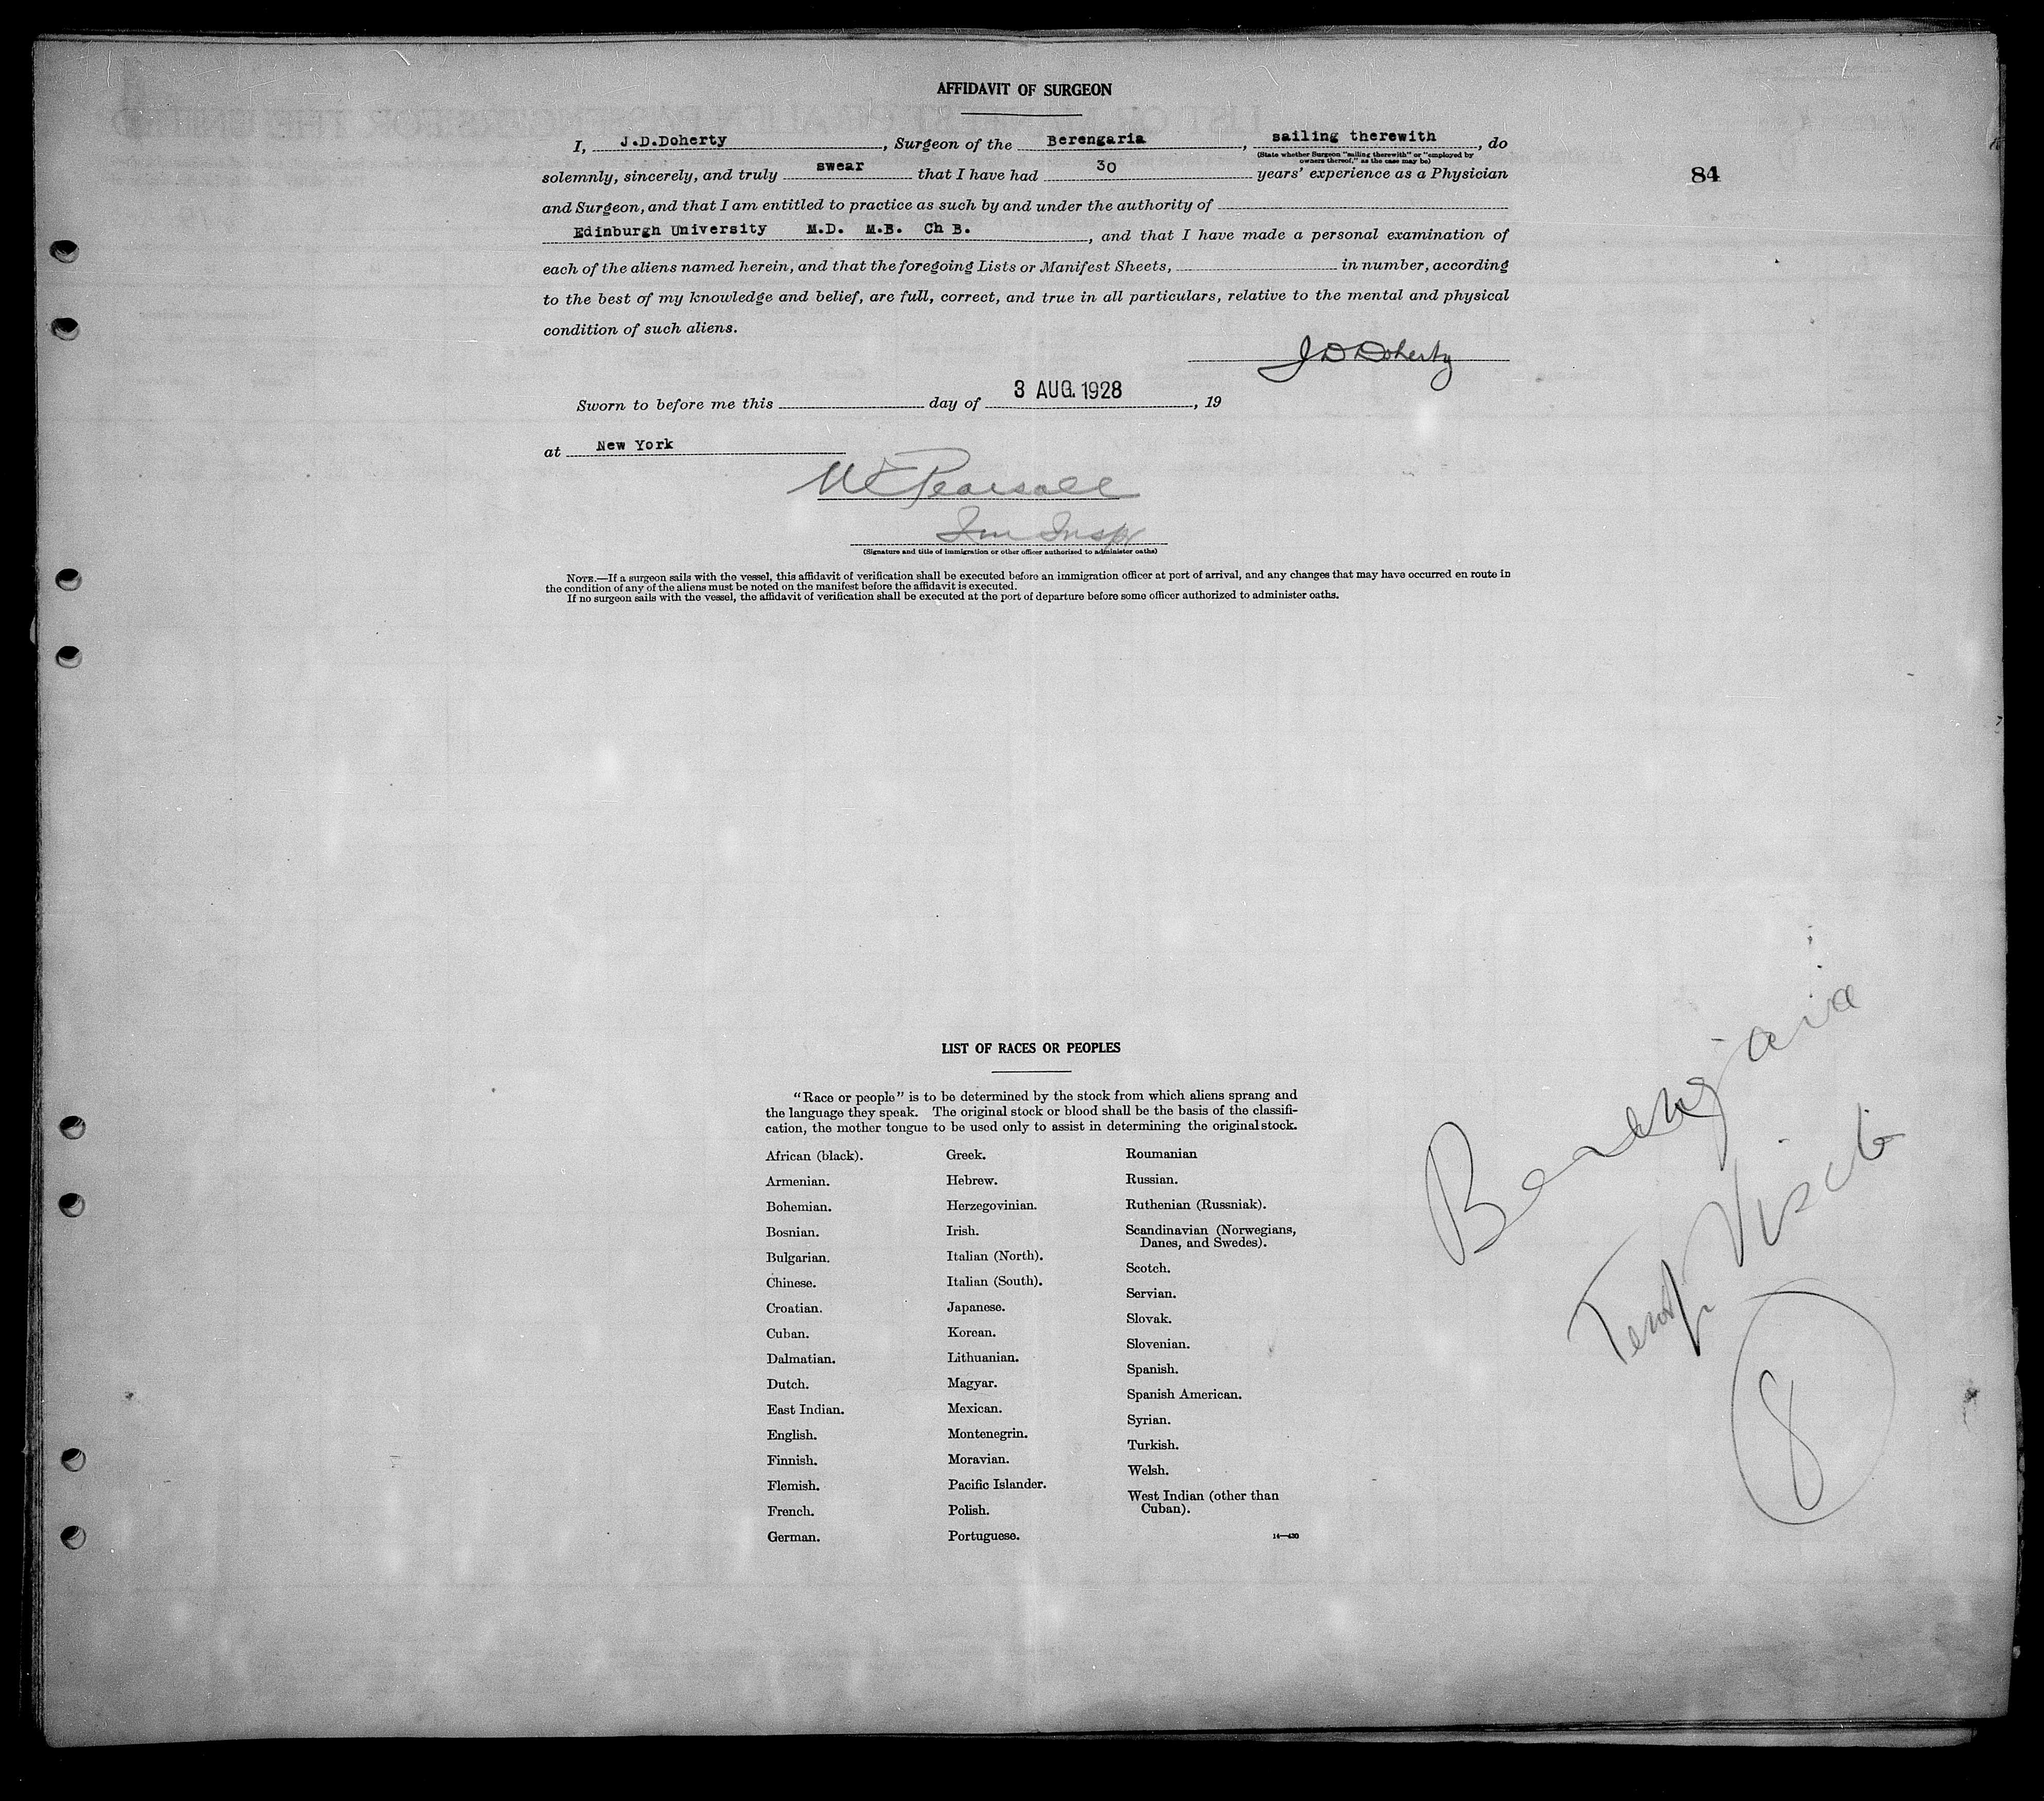 AFFIDAVIT OF SURGEON
I, J.D.Doherty, Surgeon of the Berengaria, sailing therewith, do
(State whether Surgeon "sailing therewith" or "employed by
owners thereof," as the case may be)
solemnly, sincerely, and truly swear that I have had 30 years' experience as a Physician
84
and Surgeon, and that I am entitled to practice as such by and under the authority of
Edinburgh University M.D. M.B. Ch B. , and that I have made a personal examination of
each of the aliens named herein, and that the foregoing Lists or Manifest Sheets, in number, according
to the best of my knowledge and belief, are full, correct, and true in all particulars, relative to the mental and physical
condition of such aliens.
J D Doherty
Sworn to before me this day of 3 AUG. 1928, 19
at New York
Pearsall
Im Inspr
(Signature and title of immigration or other officer authorized to administer oaths)
NOTE.—If a surgeon sails with the vessel, this affidavit of verification shall be executed before an immigration officer at port of arrival, and any changes that may have occurred en route in
the condition of any of the aliens must be noted on the manifest before the affidavit is executed.
If no surgeon sails with the vessel, the affidavit of verification shall be executed at the port of departure before some officer authorized to administer oaths.
LIST OF RACES OR PEOPLES
"Race or people" is to be determined by the stock from which aliens sprang and
the language they speak. The original stock or blood shall be the basis of the classifi-
cation, the mother tongue to be used only to assist in determining the original stock.
African (black).
Armenian.
Bohemian.
Bosnian.
Bulgarian.
Chinese.
Croatian.
Cuban.
Dalmatian.
Dutch.
East Indian.
English.
Finnish.
Flemish.
French.
German.
Greek.
Hebrew.
Herzegovinian.
Irish.
Italian (North).
Italian (South).
Japanese.
Korean.
Lithuanian.
Magyar.
Mexican.
Montenegrin.
Moravian.
Pacific Islander.
Polish.
Portuguese.
Roumanian
Russian.
Ruthenian (Russniak).
Scandinavian (Norwegians,
Danes, and Swedes).
Scotch.
Servian.
Slovak.
Slovenian.
Spanish.
Spanish American.
Syrian.
Turkish.
Welsh.
West Indian (other than
Cuban).
14—430
Berengaria
Temp Visit
8